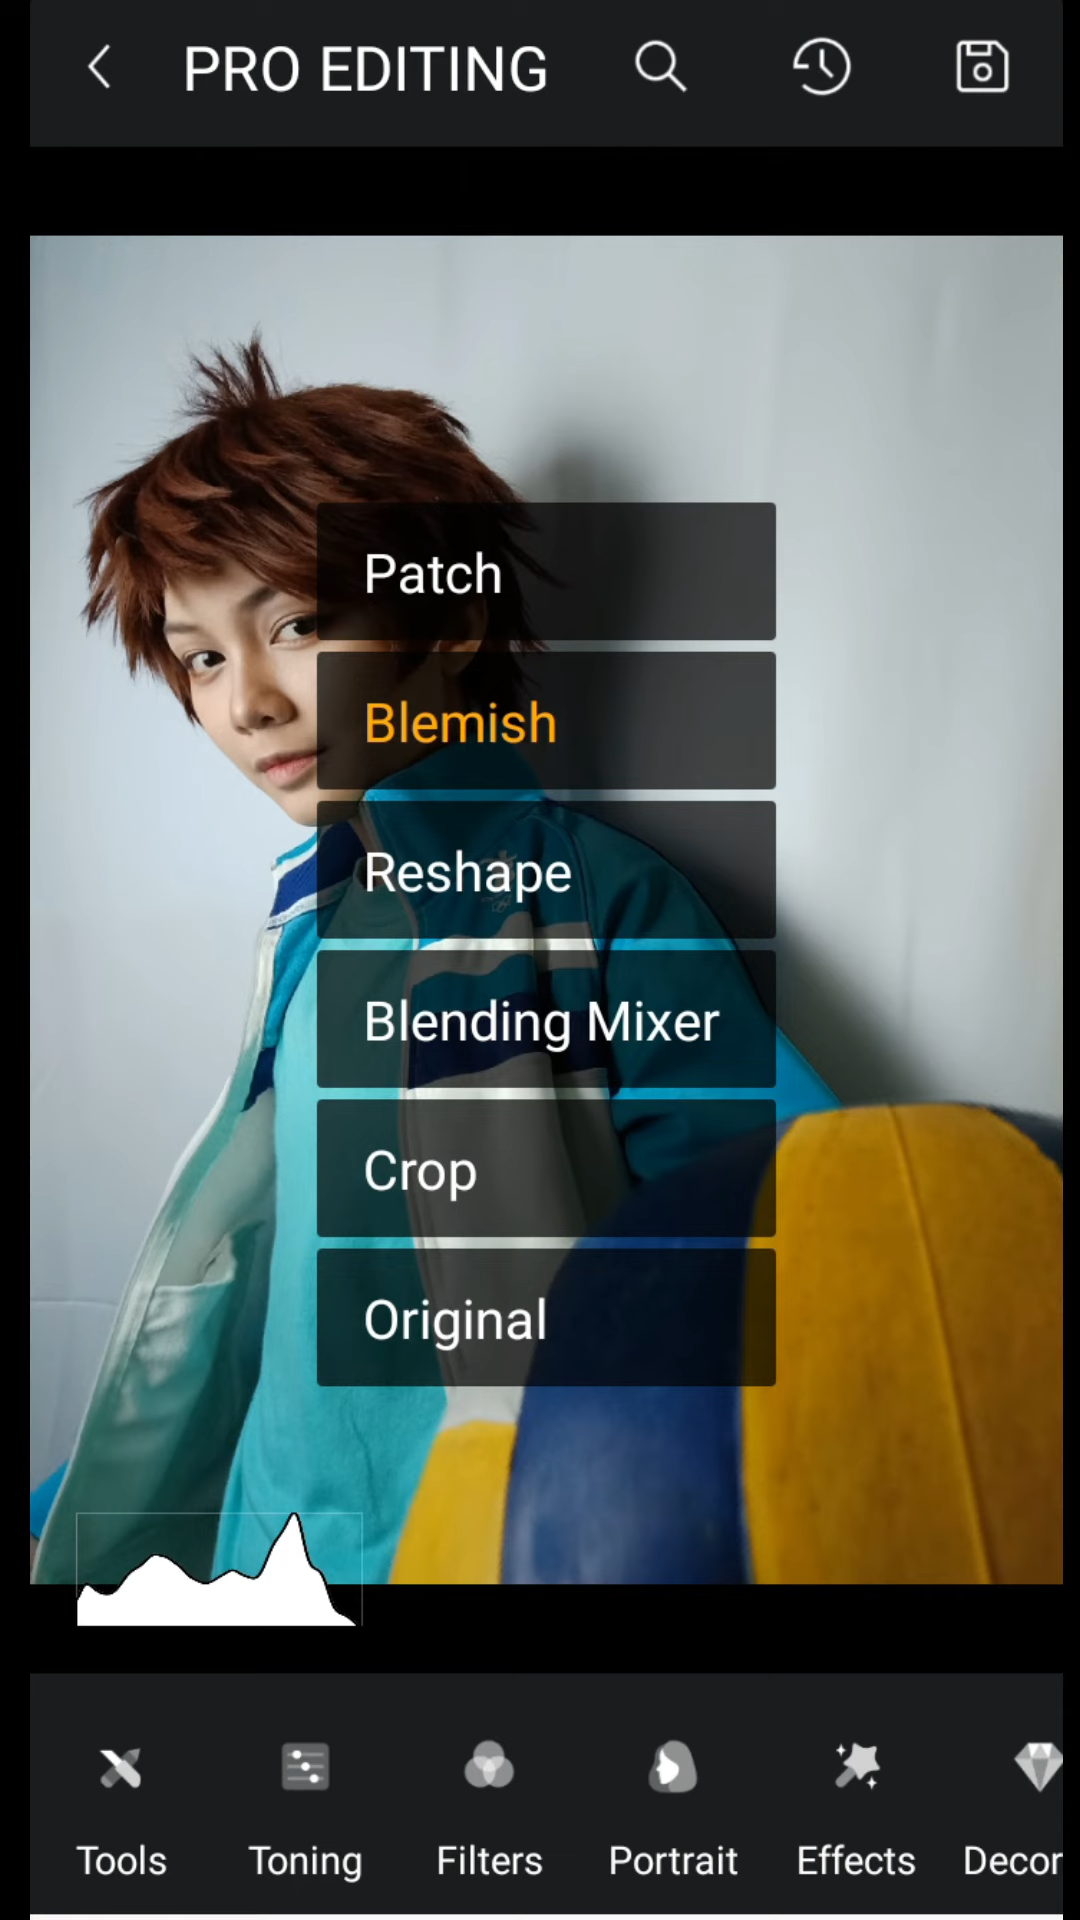 PRO EDITING
Patch
Blemish
Reshape
Blending Mixer
Crop
Original
Tools
Toning
Filters
Portrait
Effects
Decor